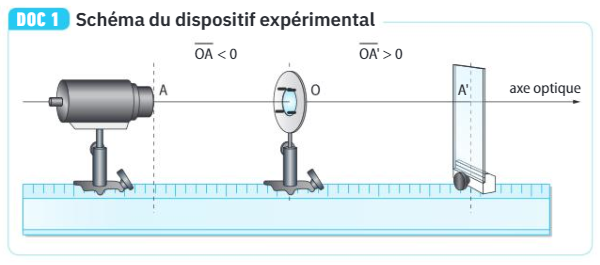 DOC 1 Schéma du dispositif expérimental
OA < 0
OA' > 0
A
O
A'
axe optique